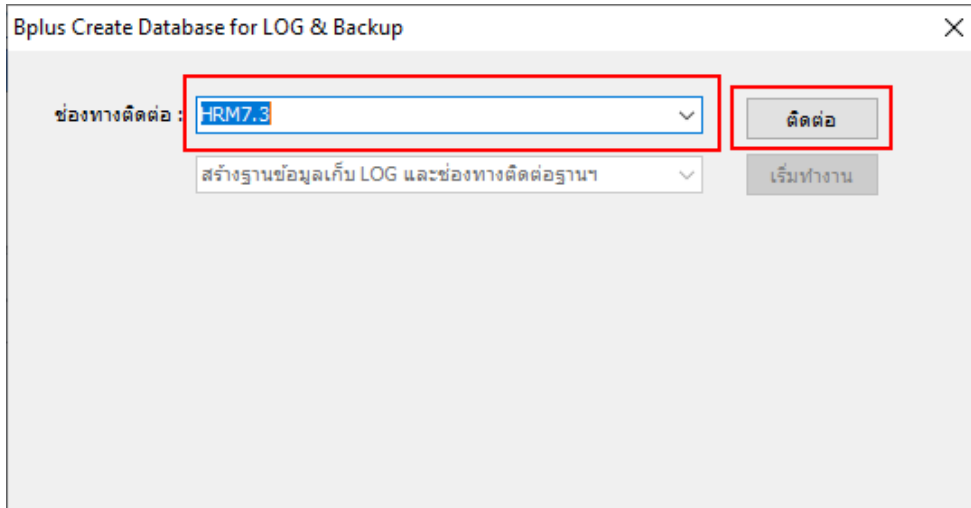 Bplus Create Database for LOG & Backup
ช่องทางติดต่อ : HRM7.3 ติดต่อ
สร้างฐานข้อมูลเก็บ LOG และช่องทางติดต่อฐานฯ เริ่มทำงาน